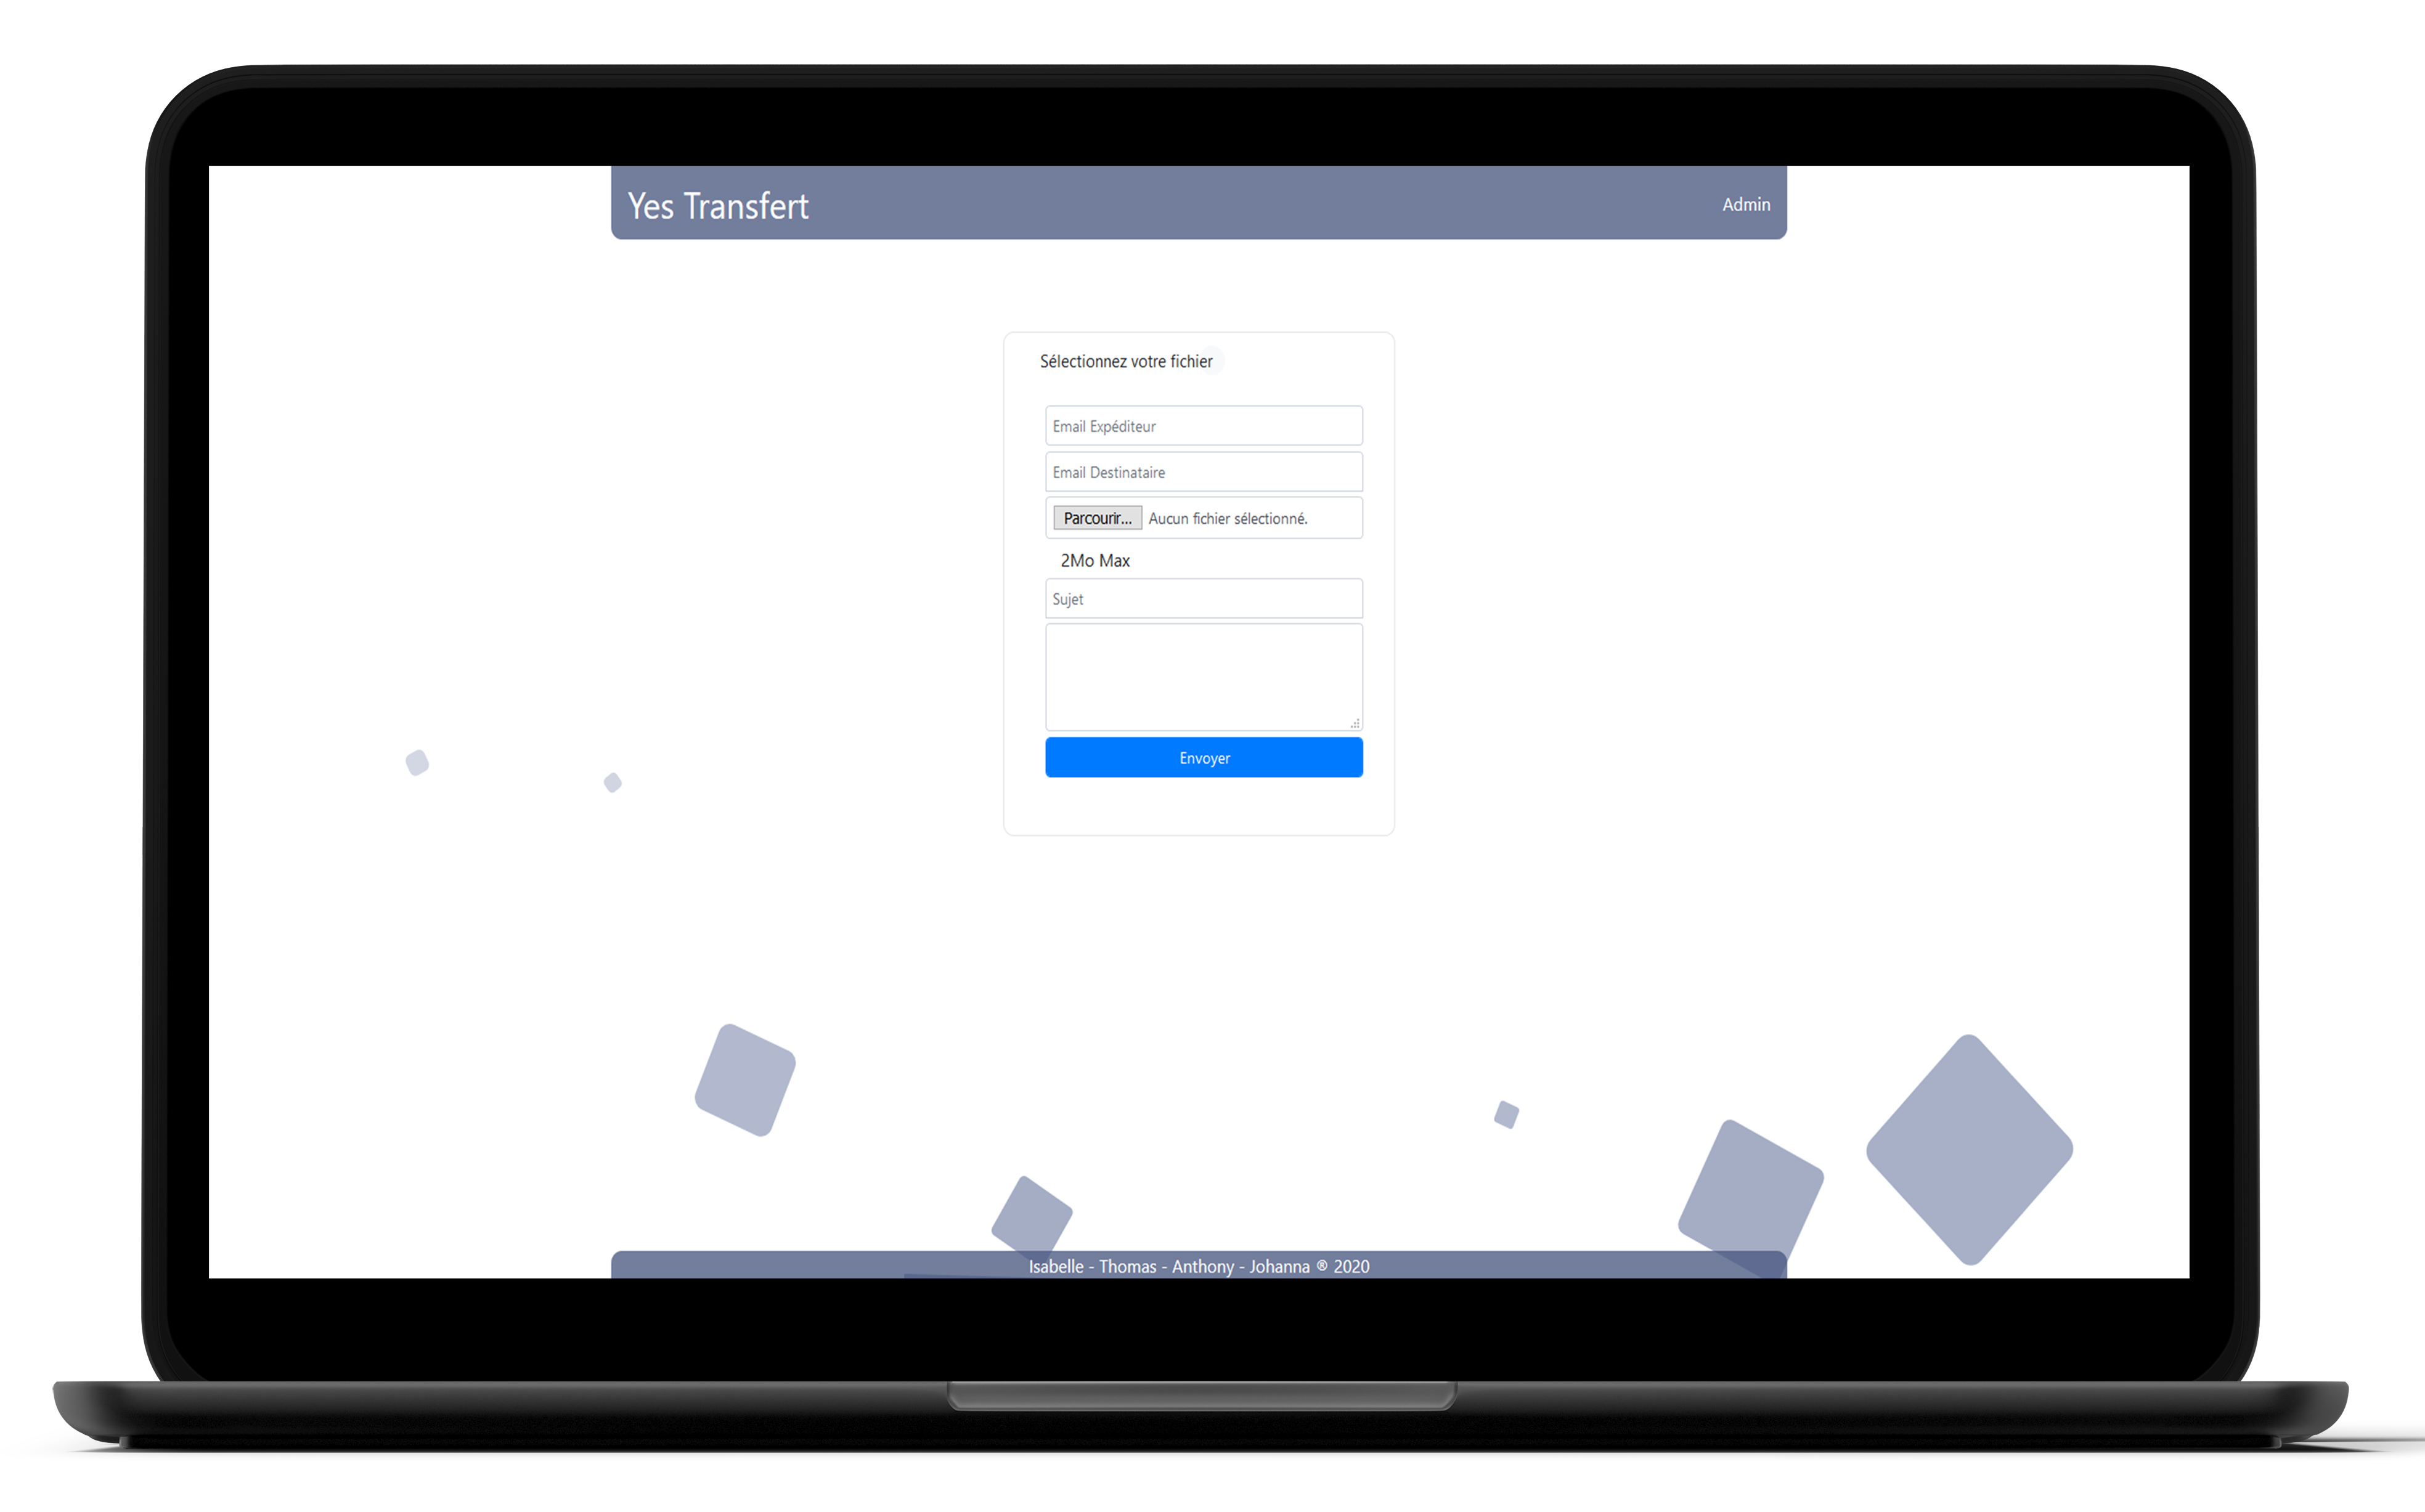 Yes Transfert
Admin
Sélectionnez votre fichier
Email Expéditeur
Email Destinataire
Parcourir... Aucun fichier sélectionné.
2Mo Max
Sujet
Envoyer
Isabelle - Thomas - Anthony - Johanna ® 2020